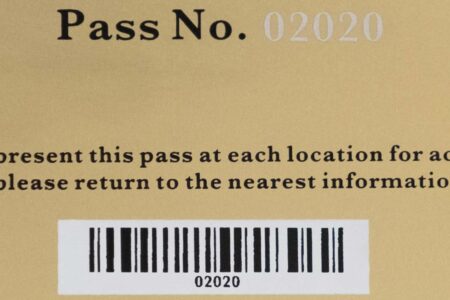 Pass No. 02020
present this pass at each location for
please return to the nearest
02020